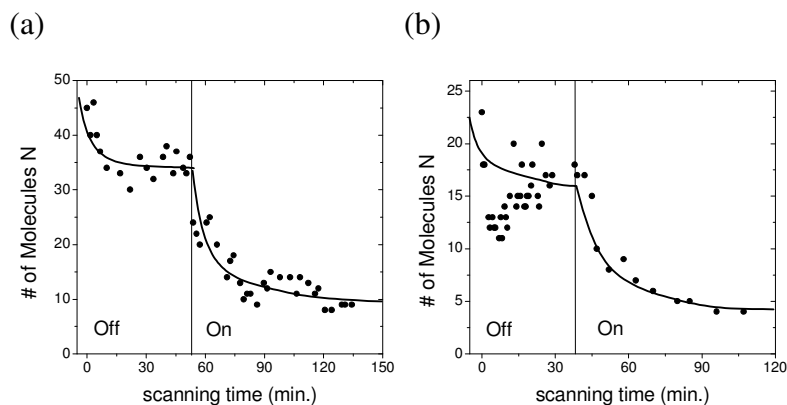 (a)
50
40
30
20
10
0
# of Molecules N
Off
On
0 30 60 90 120 150
scanning time (min.)
(b)
25
20
15
10
5
0
# of Molecules N
Off
On
0 30 60 90 120
scanning time (min.)